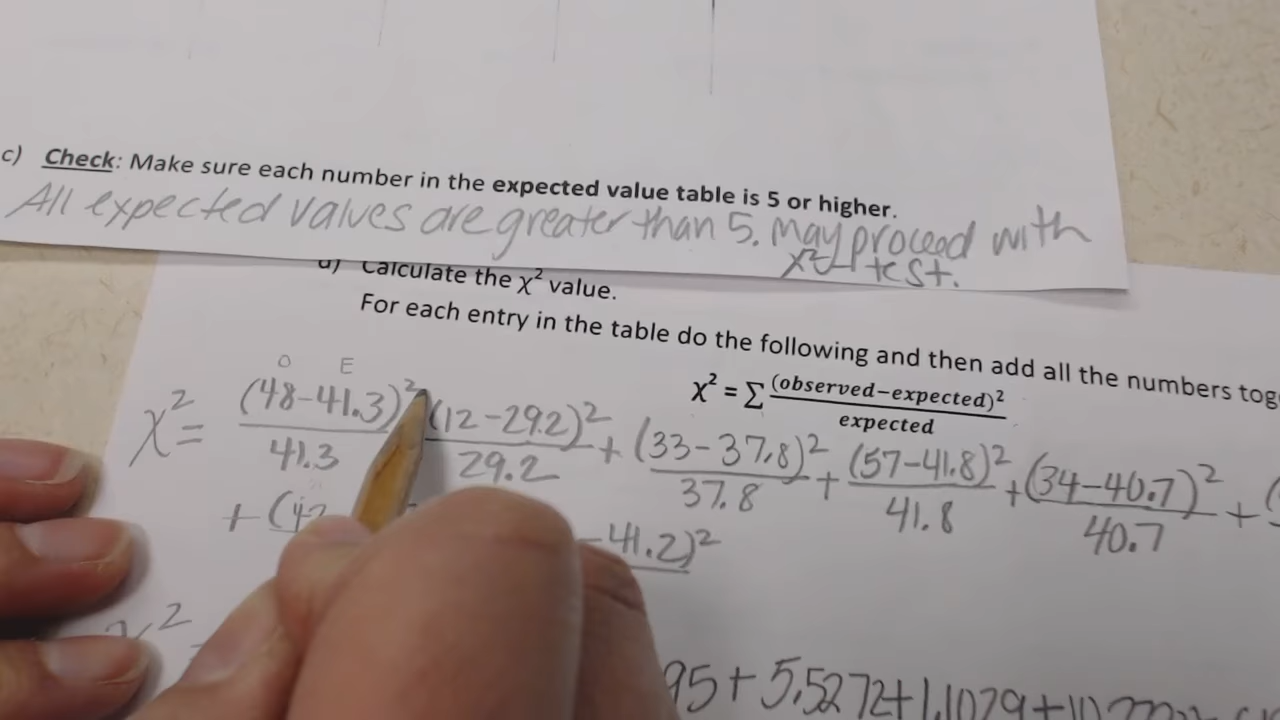 c) Check: Make sure each number in the expected value table is 5 or higher.
All expected values are greater than 5. May proceed with
χ² test.
Calculate the χ² value.
For each entry in the table do the following and then add all the numbers
χ² = Σ (observed−expected)² / expected
O E
χ² = (48-41.3)² / 41.3 (12-29.2)² / 29.2 + (33-37.8)² / 37.8 + (57-41.8)² / 41.8 + (34-40.7)² / 40.7 +
+ -41.2)²
χ²
95+5.5272+1.1079+